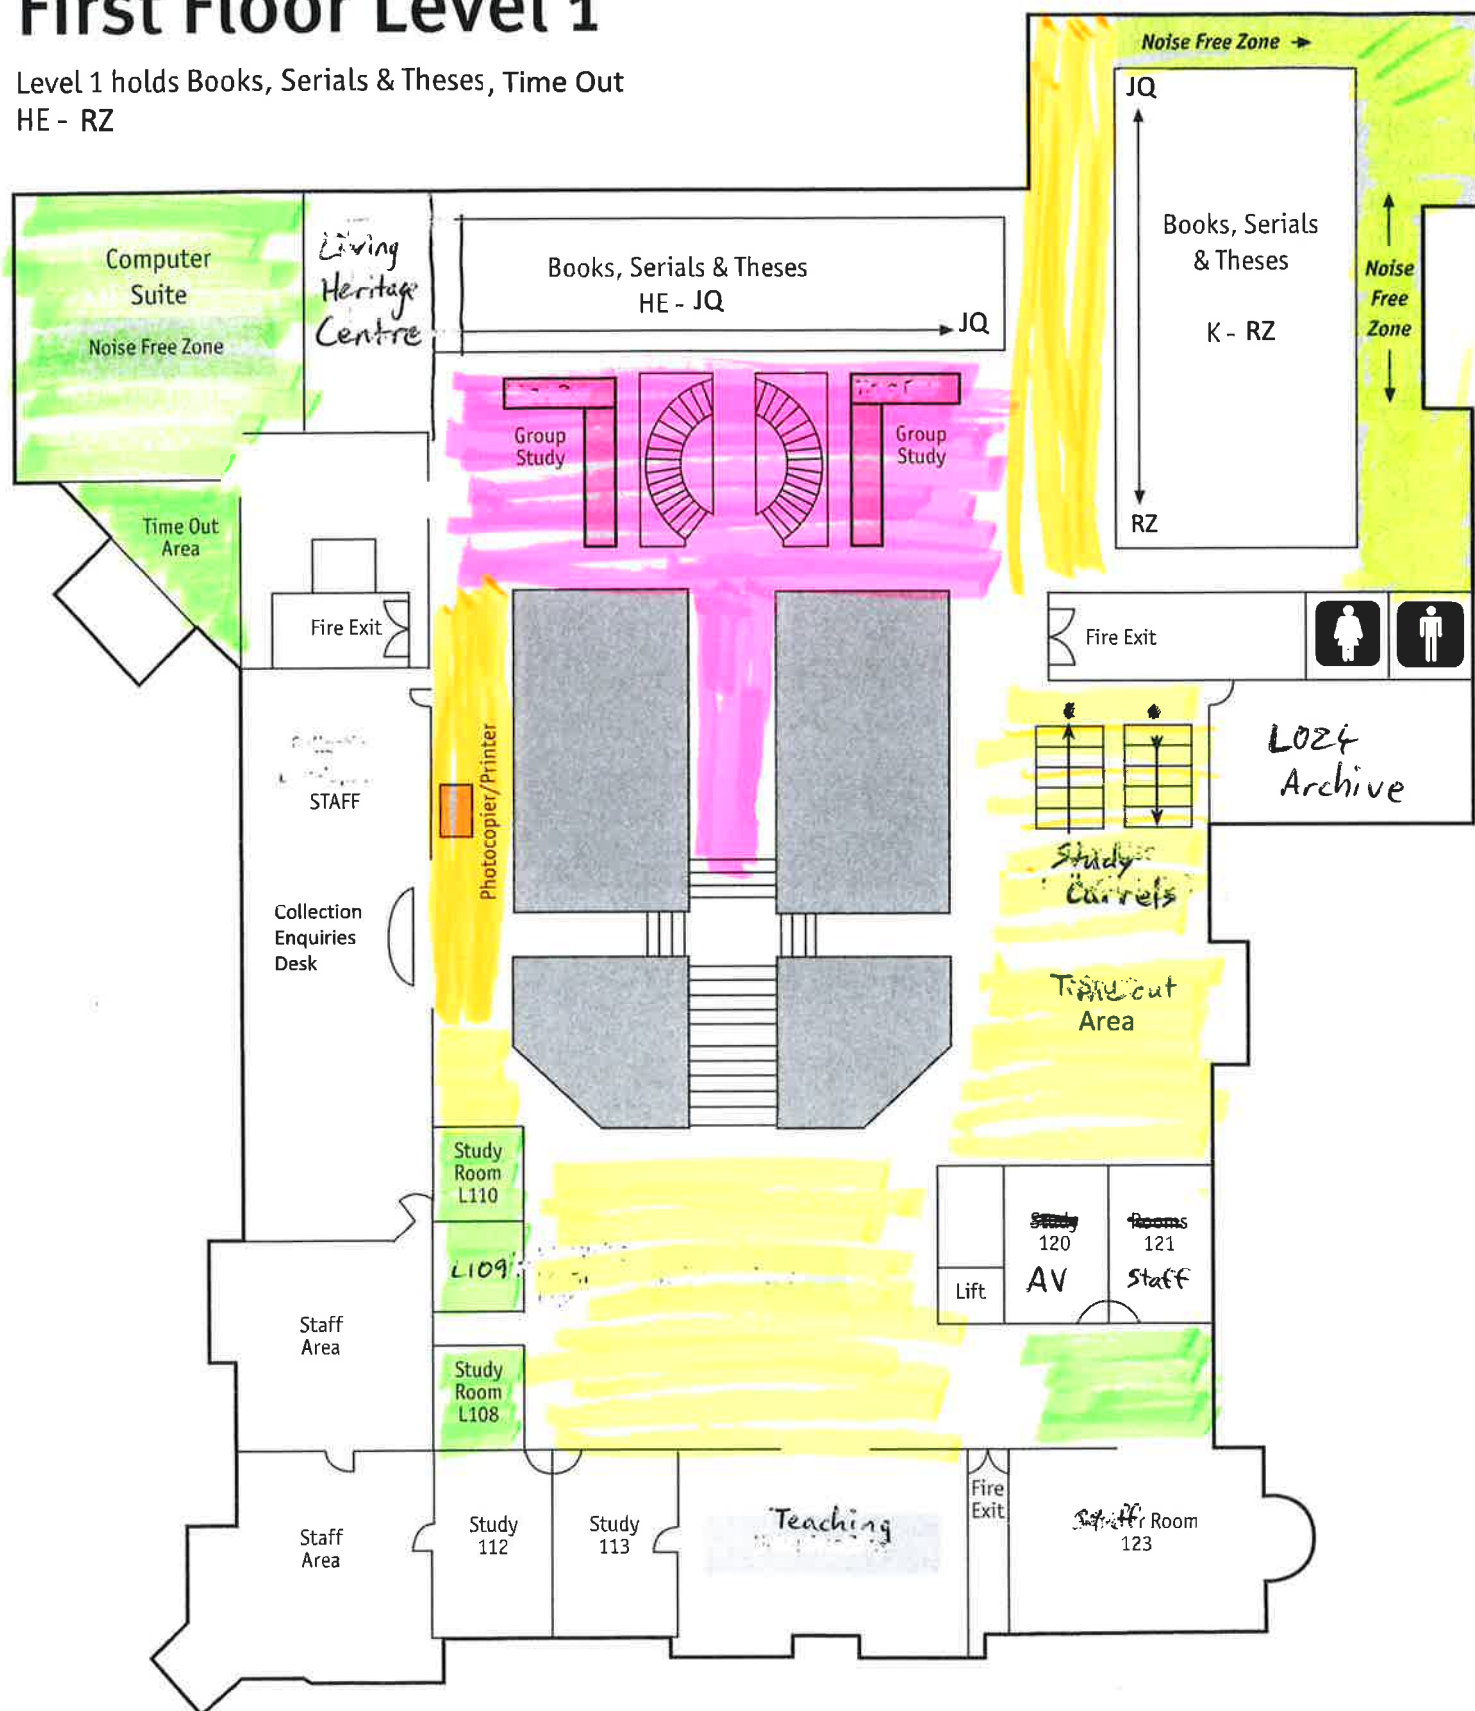 First Floor Level 1
Level 1 holds Books, Serials & Theses, Time Out
HE - RZ
Noise Free Zone
JQ
Books, Serials
& Theses
K - RZ
RZ
Noise
Free
Zone
Computer
Suite
Noise Free Zone
Living
Heritage
Centre
Books, Serials & Theses
HE - JQ
JQ
Group
Study
Group
Study
Time Out
Area
Fire Exit
Fire Exit
STAFF
Photocopier/Printer
L024
Archive
Study
Carrels
Collection
Enquiries
Desk
Time out
Area
Study
Room
L110
L109
Study
Room
L108
Study
120
AV
Rooms
121
Staff
Lift
Staff
Area
Staff
Area
Study
112
Study
113
Teaching
Fire
Exit
Room
123